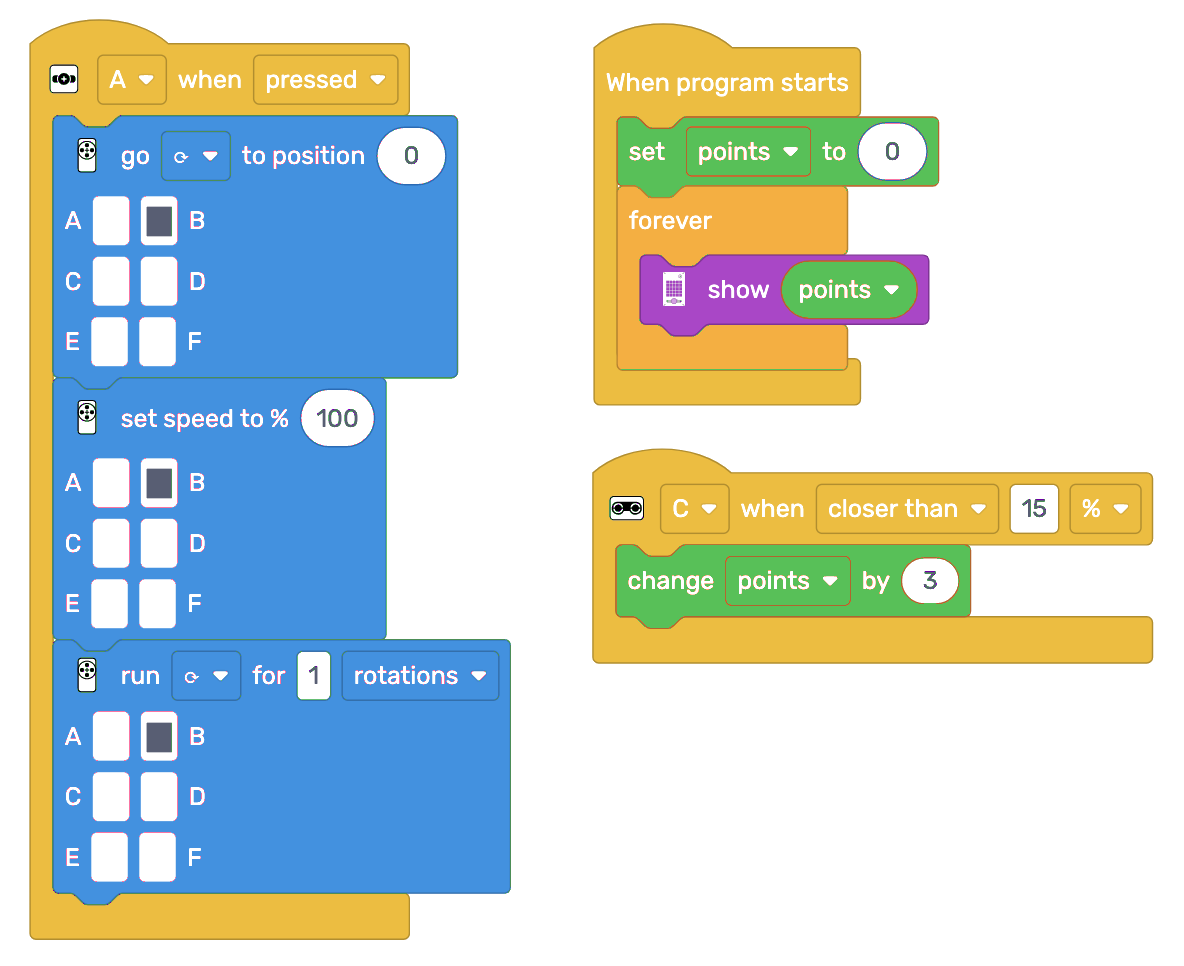 A when pressed
go ⟳ to position 0
A B
C D
E F
set speed to % 100
A B
C D
E F
run ⟳ for 1 rotations
A B
C D
E F
When program starts
set points to 0
forever
show points
C when closer than 15 %
change points by 3